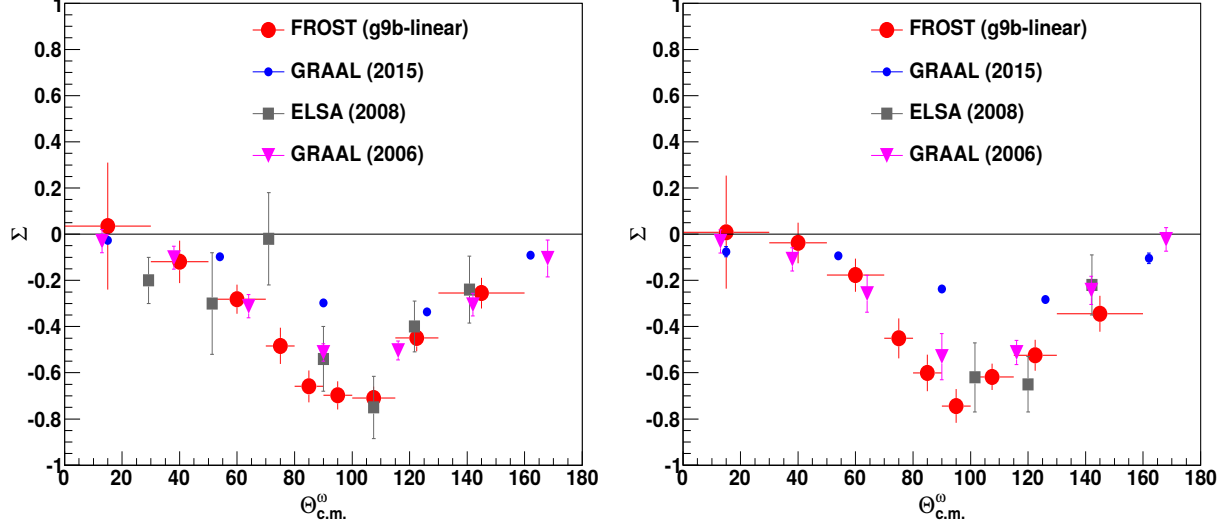 1
0.8
0.6
0.4
0.2
0
-0.2
-0.4
-0.6
-0.8
-1
Σ
FROST (g9b-linear)
GRAAL (2015)
ELSA (2008)
GRAAL (2006)
0 20 40 60 80 100 120 140 160 180
Θ^ω_c.m.
1
0.8
0.6
0.4
0.2
0
-0.2
-0.4
-0.6
-0.8
-1
Σ
FROST (g9b-linear)
GRAAL (2015)
ELSA (2008)
GRAAL (2006)
0 20 40 60 80 100 120 140 160 180
Θ^ω_c.m.